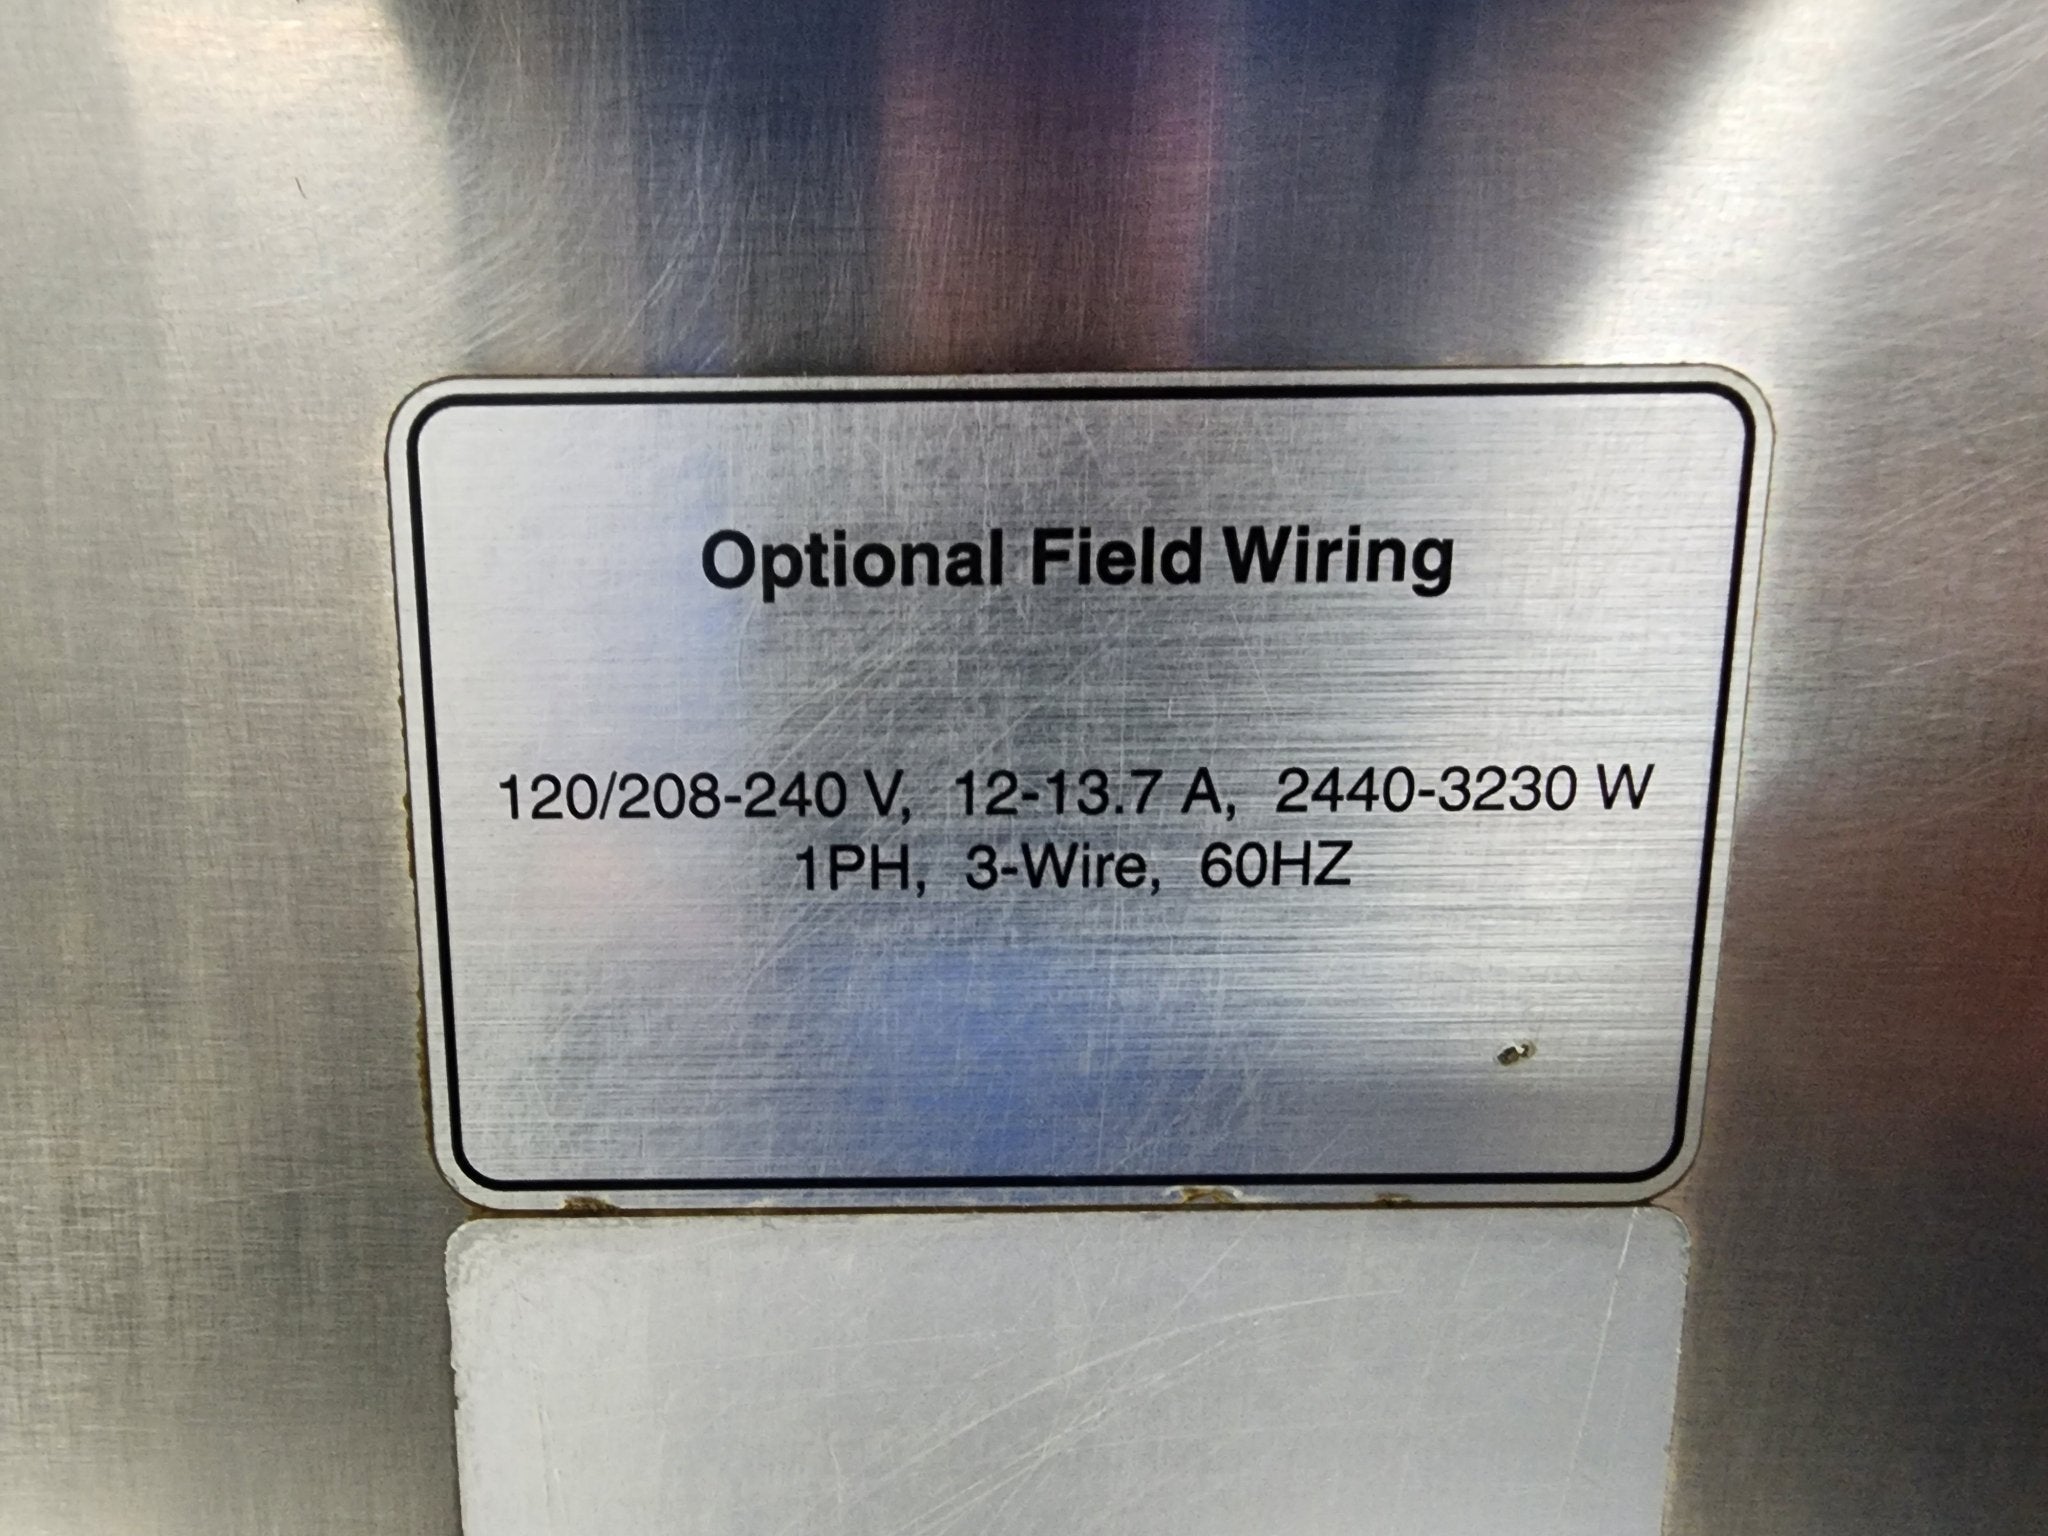 Optional Field Wiring
120/208-240 V, 12-13.7 A, 2440-3230 W
1PH, 3-Wire, 60HZ